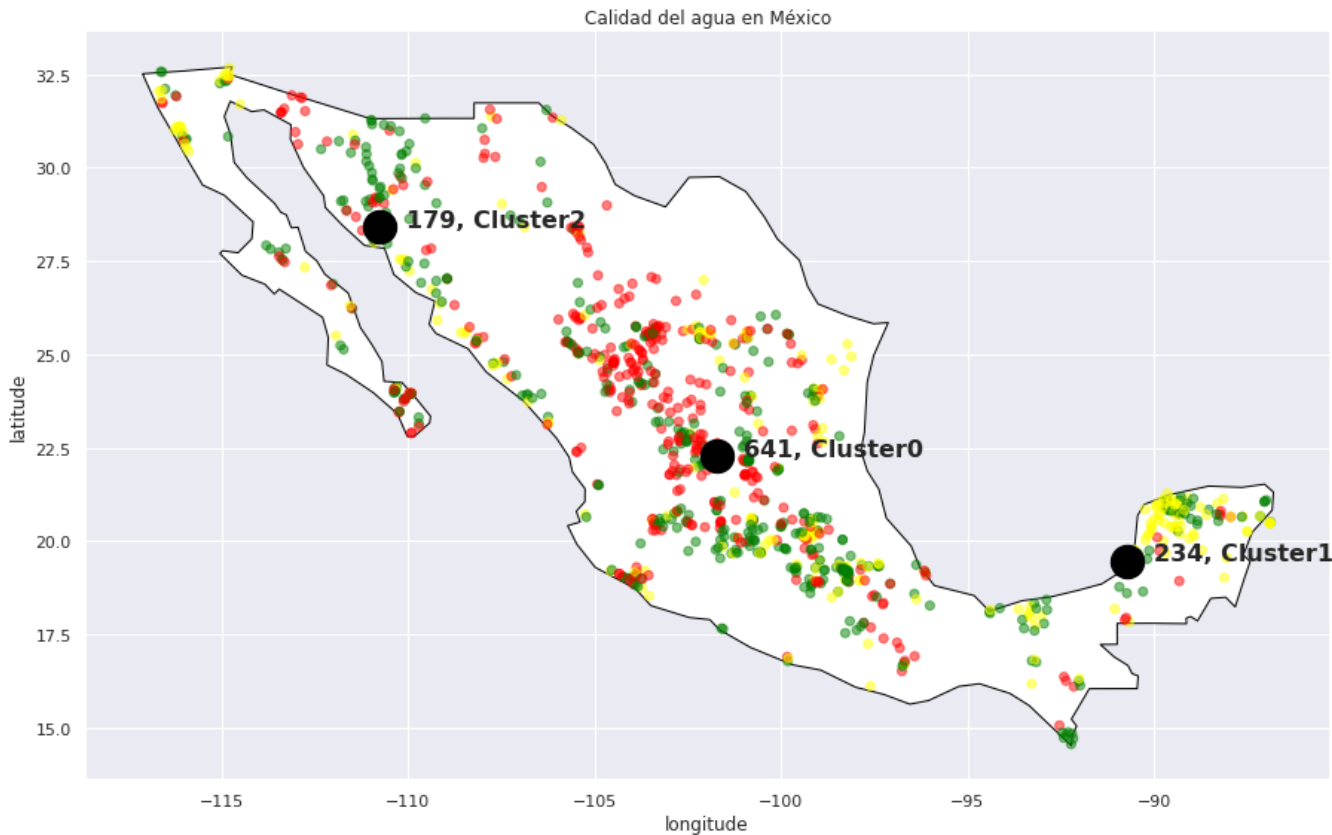 Calidad del agua en México
32.5
30.0
27.5
25.0
22.5
20.0
17.5
15.0
latitude
179, Cluster2
641, Cluster0
234, Cluster1
−115
−110
−105
−100
−95
−90
longitude